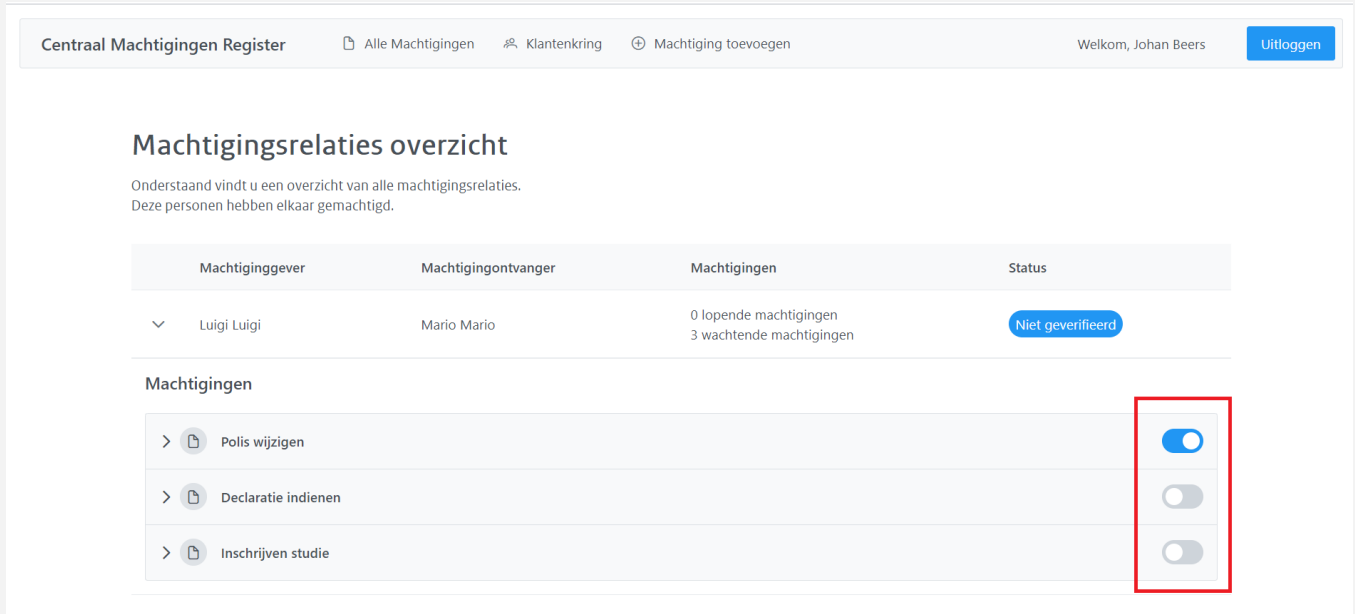 Centraal Machtigingen Register Alle Machtigingen Klantenkring Machtiging toevoegen Welkom, Johan Beers Uitloggen
Machtigingsrelaties overzicht
Onderstaand vindt u een overzicht van alle machtigingsrelaties.
Deze personen hebben elkaar gemachtigd.
Machtiginggever Machtigingontvanger Machtigingen Status
Luigi Luigi Mario Mario 0 lopende machtigingen Niet geverifieerd
3 wachtende machtigingen
Machtigingen
Polis wijzigen
Declaratie indienen
Inschrijven studie